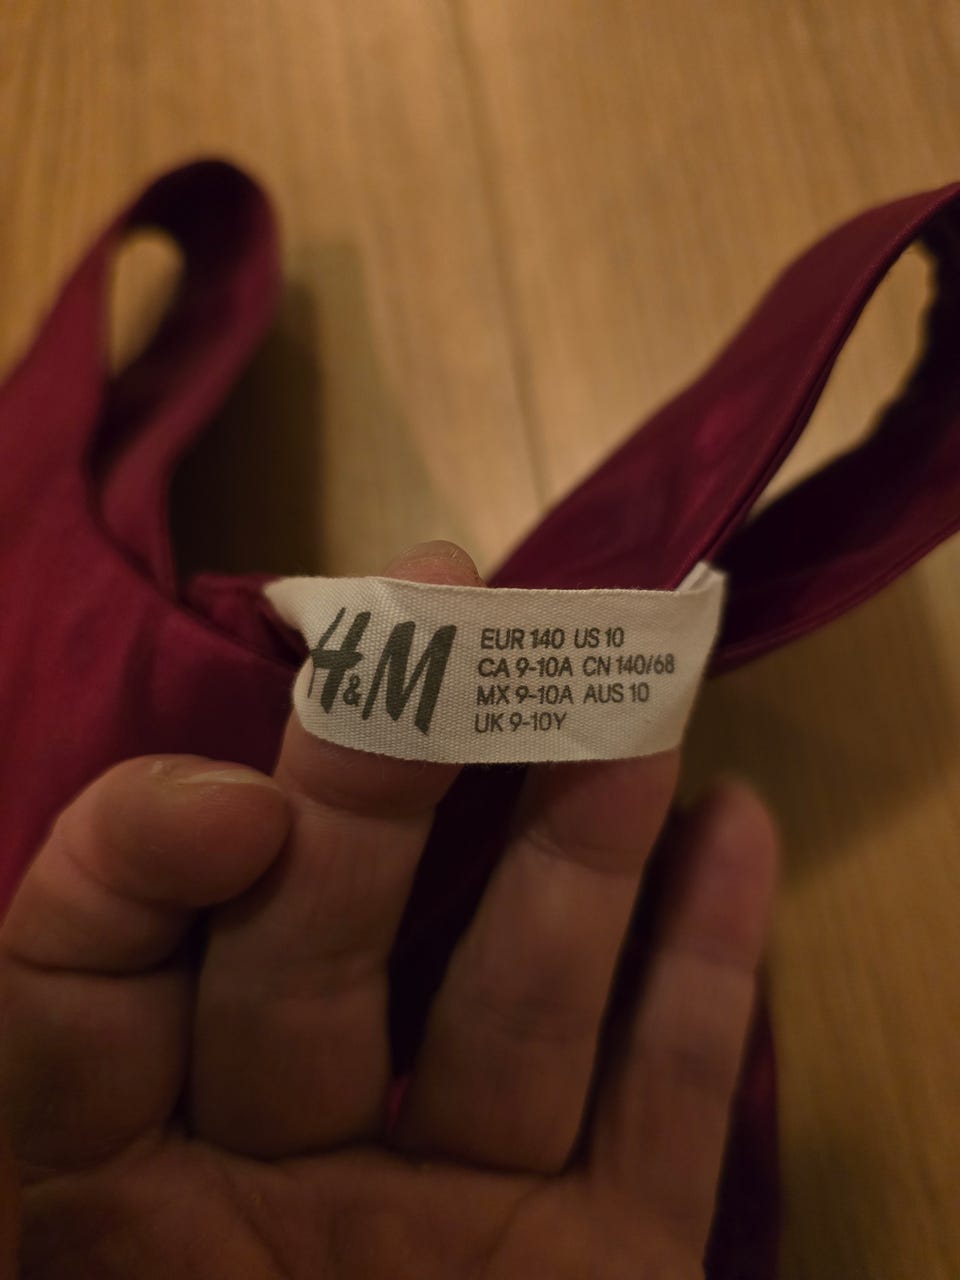 H&M
EUR 140 US 10
CA 9-10A CN 140/68
MX 9-10A AUS 10
UK 9-10Y